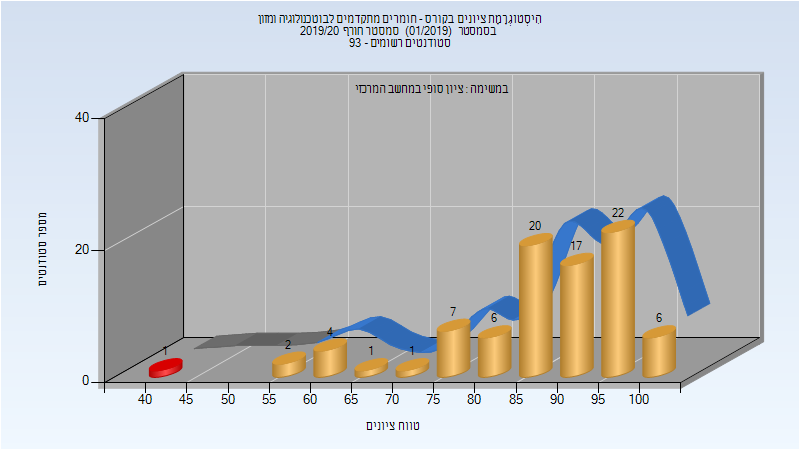 הִיסְטוֹגְרָמַת ציונים בקורס - חומרים מתקדמים לבוטכנולוגיה ומזון
בסמסטר (01/2019) סמסטר חורף 2019/20
סטודנטים רשומים - 93
במשימה : ציון סופי במחשב המרכזי
מספר סטודנטים
40
20
0
1
2
4
1
1
7
6
20
17
22
6
40 45 50 55 60 65 70 75 80 85 90 95 100
טווח ציונים